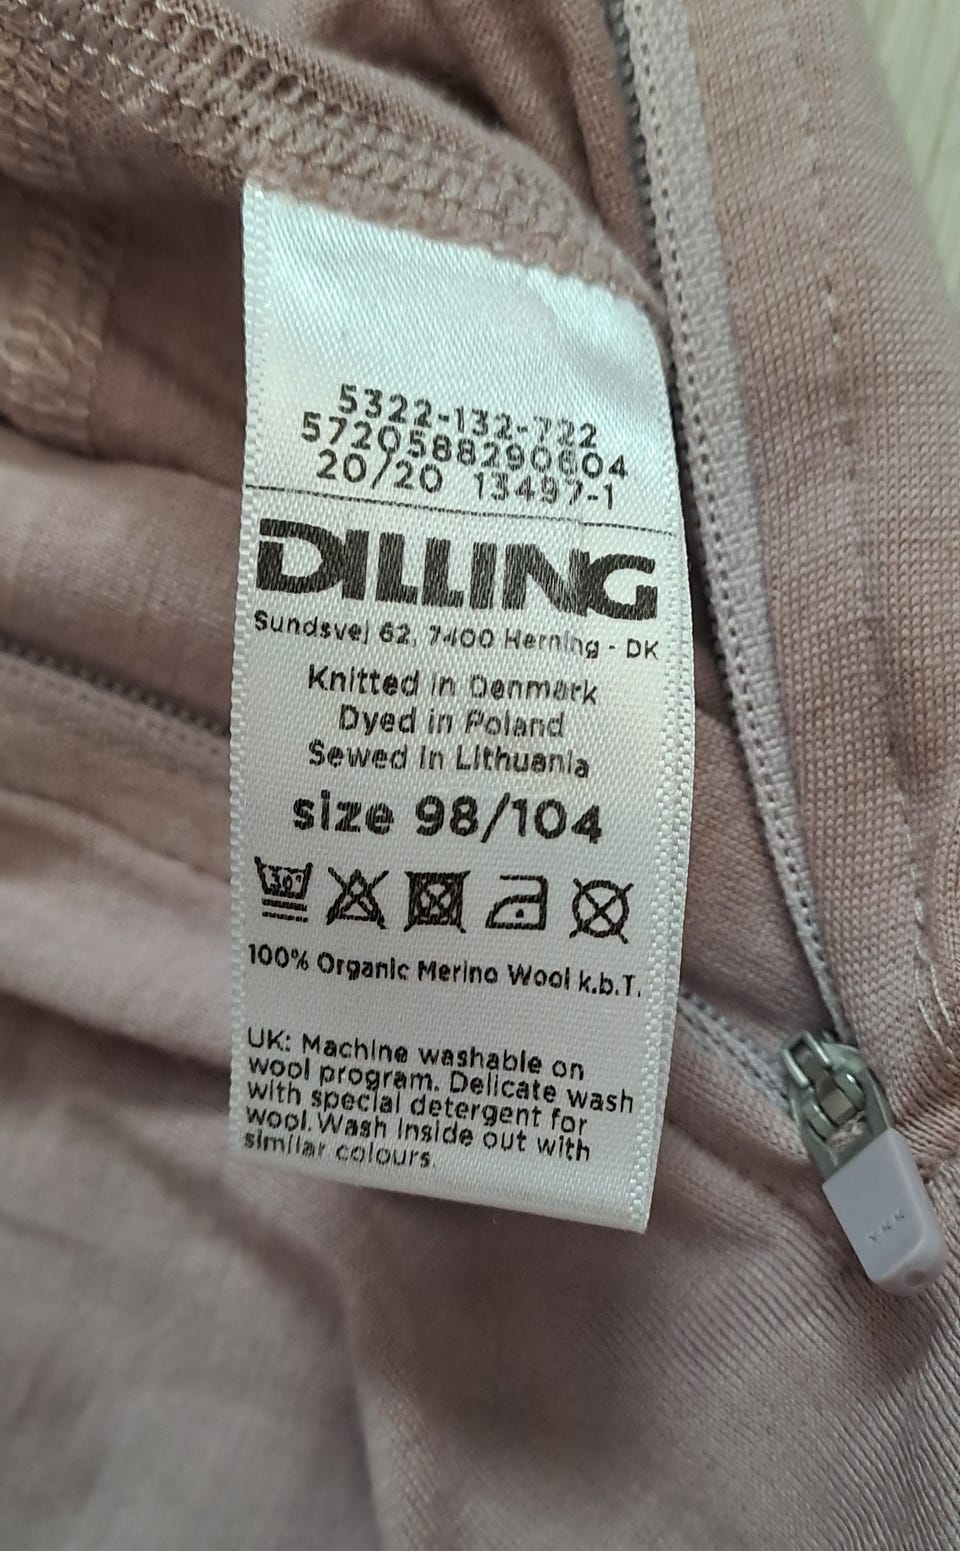 5322-132-722
5720588290604
20/20 13497-1
DILLING
Sundsvej 62, 7400 Herning - DK
Knitted in Denmark
Dyed in Poland
Sewed in Lithuania
size 98/104
30°
100% Organic Merino Wool k.b.T.
UK: Machine washable on
wool program. Delicate wash
with special detergent for
wool. Wash inside out with
similar colours.
YKK